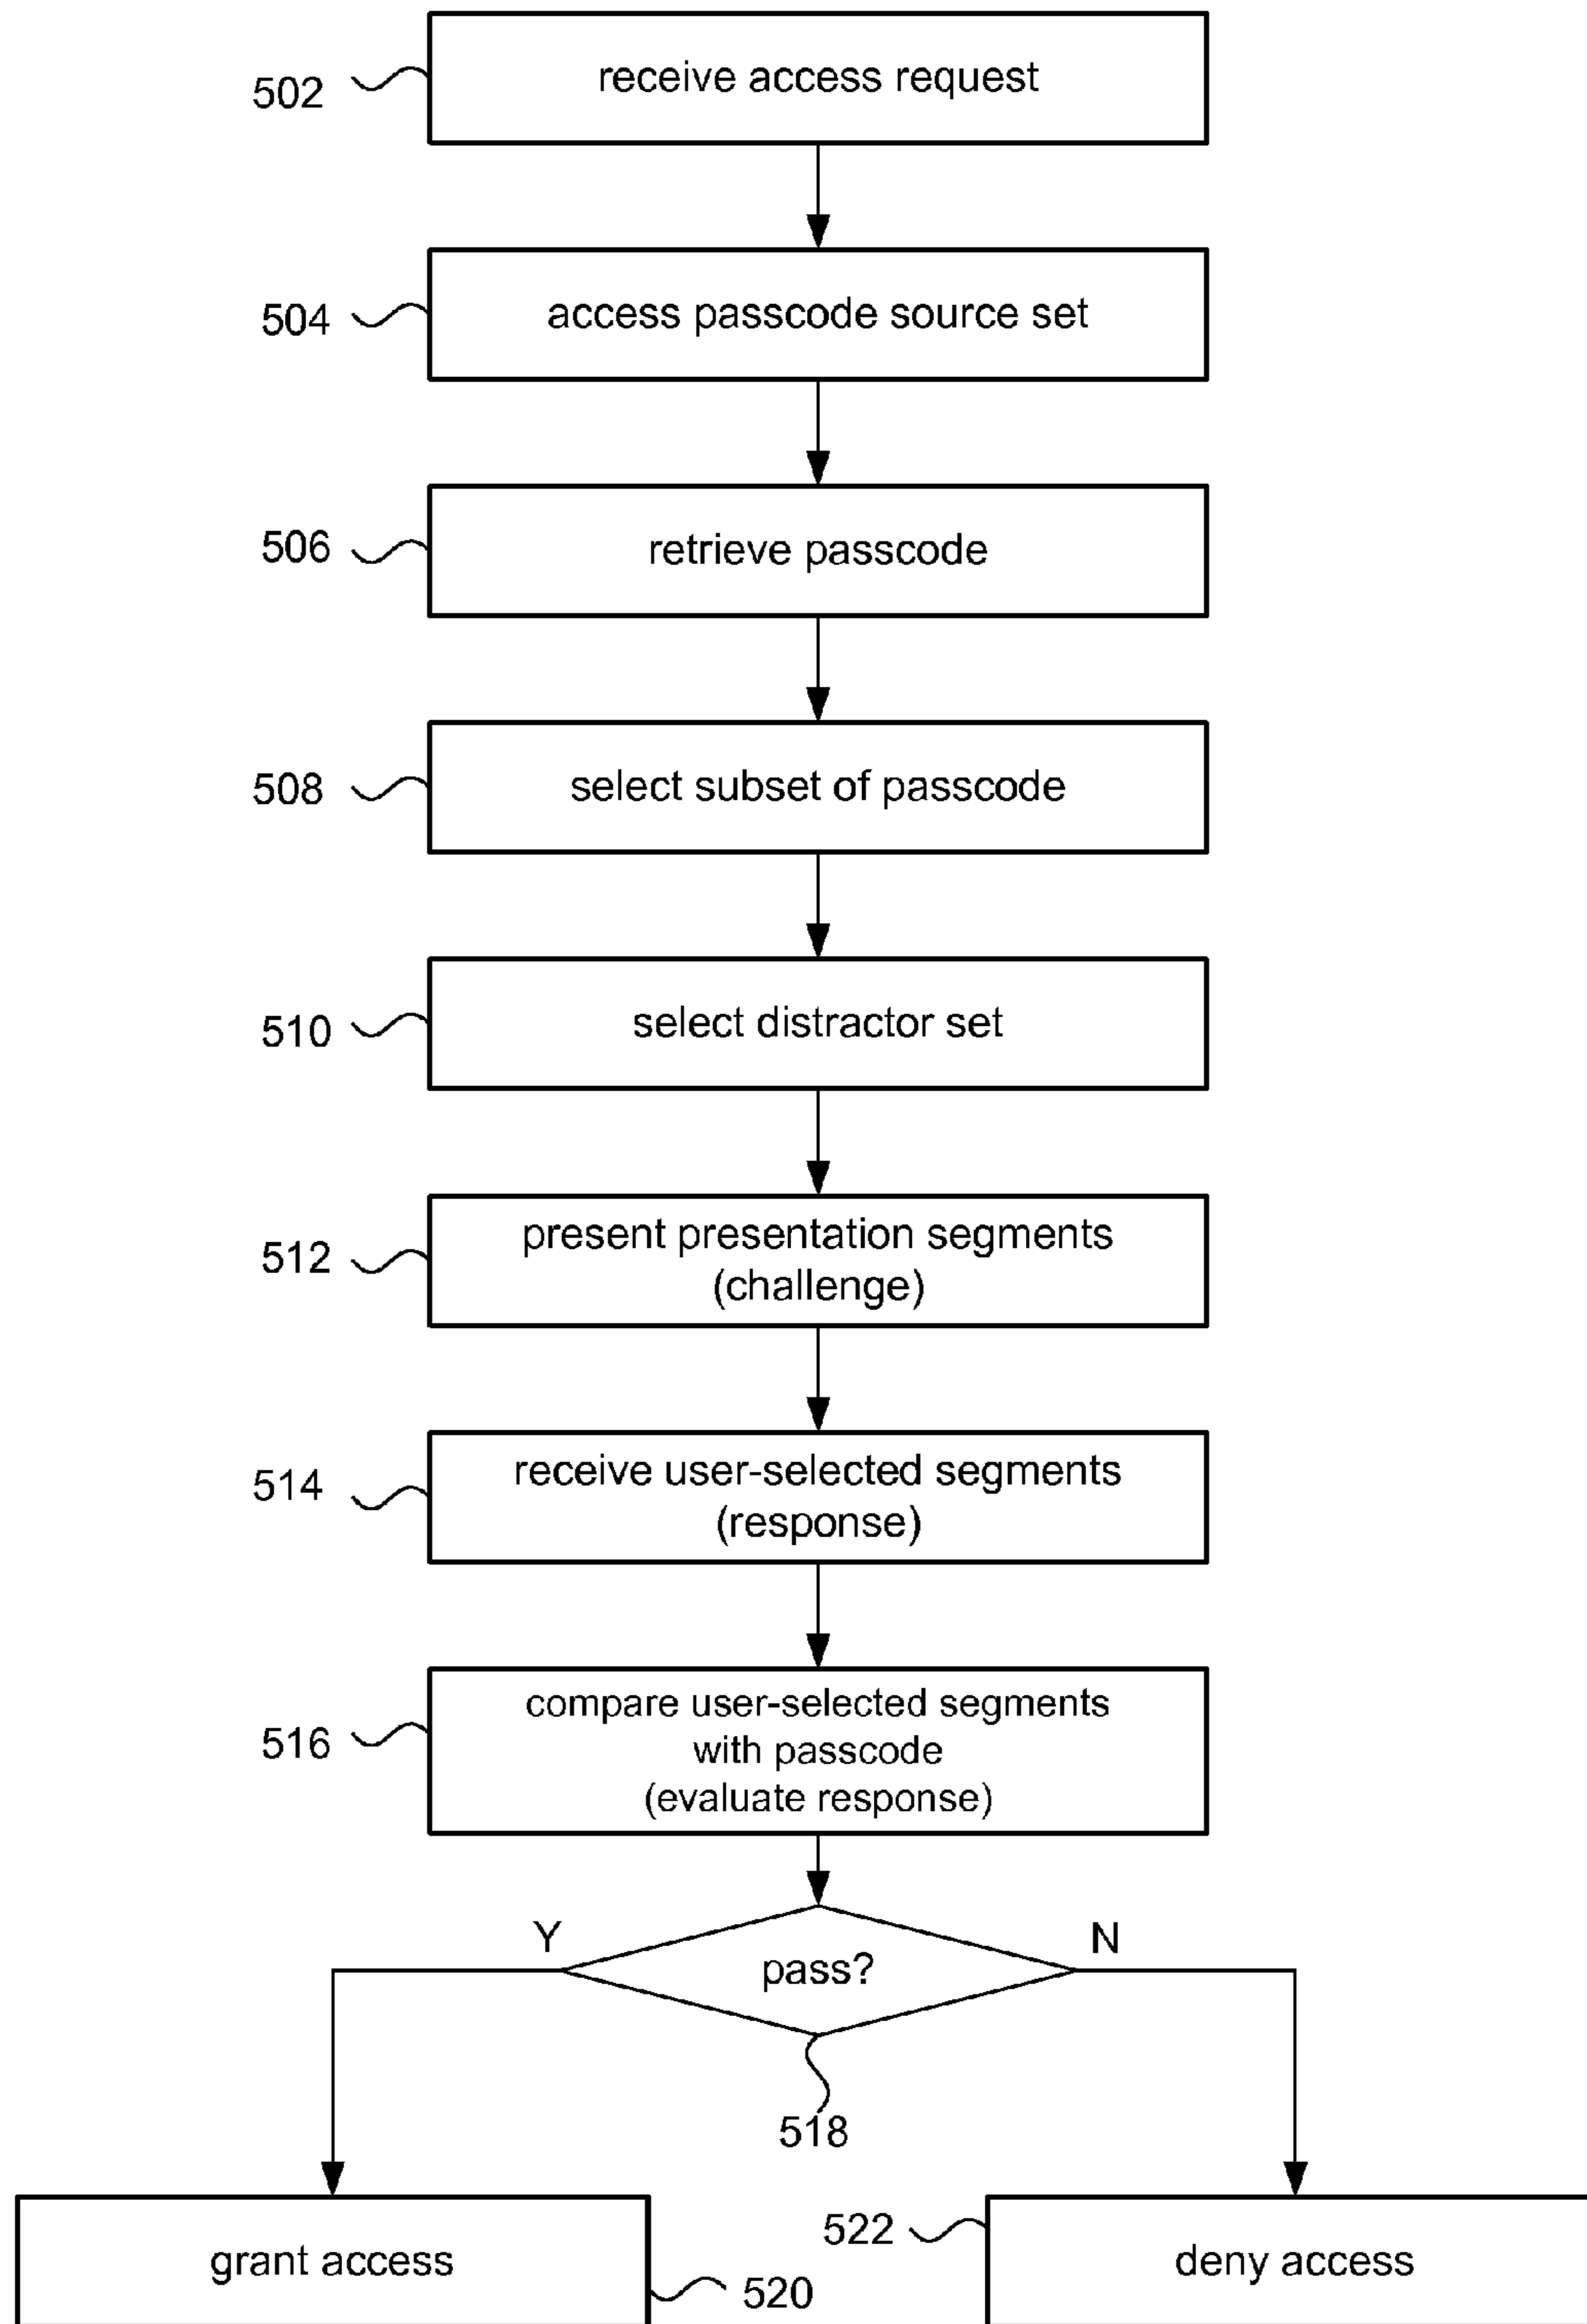 502
receive access request
504
access passcode source set
506
retrieve passcode
508
select subset of passcode
510
select distractor set
512
present presentation segments
(challenge)
514
receive user-selected segments
(response)
516
compare user-selected segments
with passcode
(evaluate response)
Y
pass?
N
518
grant access
520
522
deny access